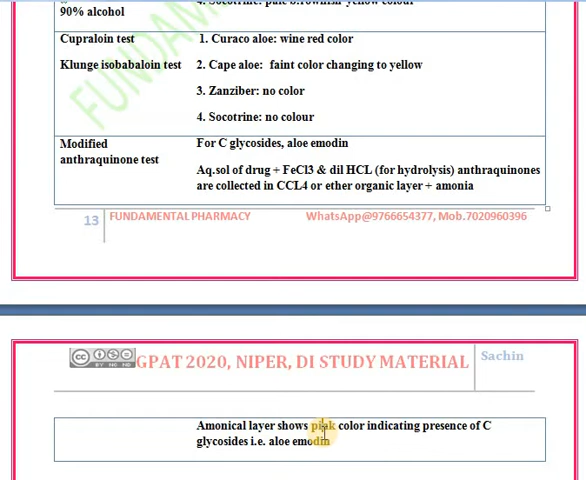 90% alcohol
Cupraloin test
1. Curaco aloe: wine red color
Klunge isobabaloin test
2. Cape aloe: faint color changing to yellow
3. Zanziber: no color
4. Socotrine: no colour
Modified
anthraquinone test
For C glycosides, aloe emodin
Aq.sol of drug + FeCl3 & dil HCL (for hydrolysis) anthraquinones
are collected in CCL4 or ether organic layer + amonia
13
FUNDAMENTAL PHARMACY
WhatsApp@9766654377, Mob.7020960396
GPAT 2020, NIPER, DI STUDY MATERIAL
Sachin
Amonical layer shows pink color indicating presence of C
glycosides i.e. aloe emodin